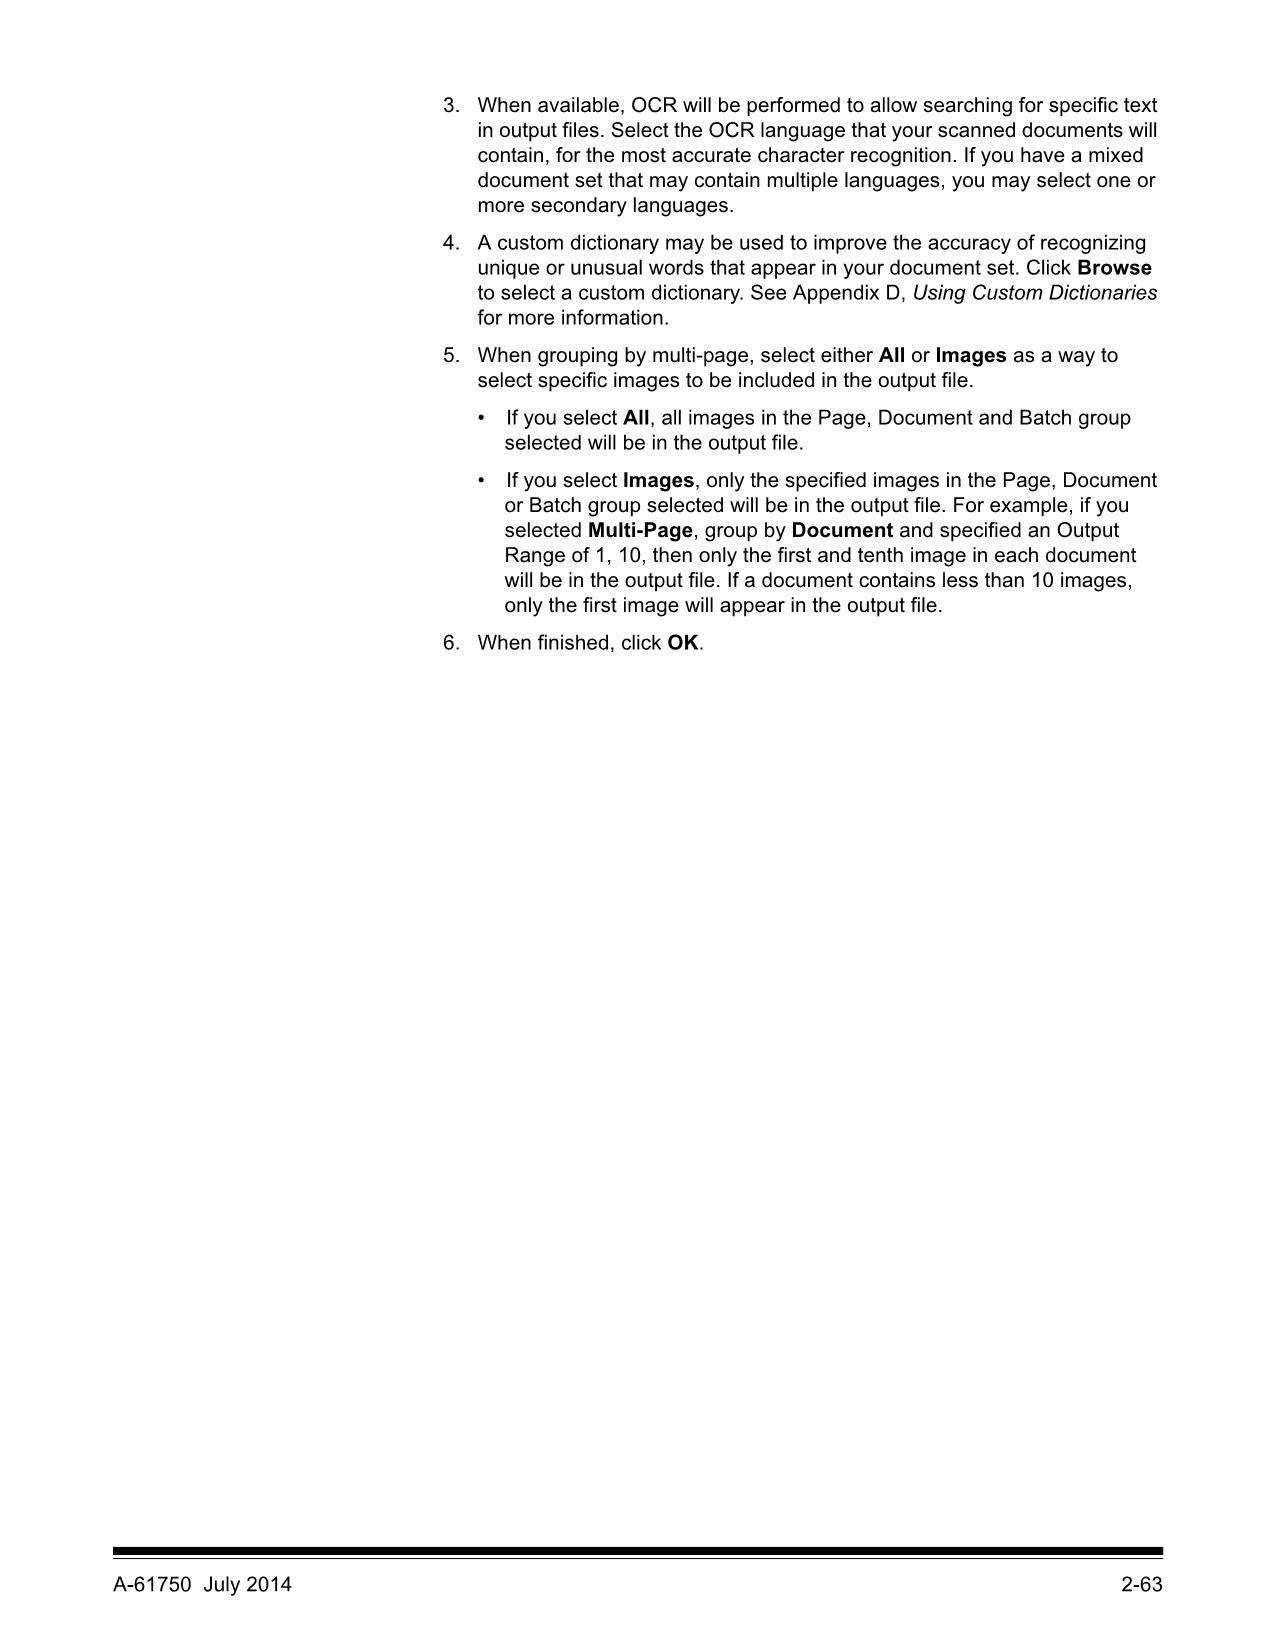 3. When available, OCR will be performed to allow searching for specific text
in output files. Select the OCR language that your scanned documents will
contain, for the most accurate character recognition. If you have a mixed
document set that may contain multiple languages, you may select one or
more secondary languages.
4. A custom dictionary may be used to improve the accuracy of recognizing
unique or unusual words that appear in your document set. Click Browse
to select a custom dictionary. See Appendix D, Using Custom Dictionaries
for more information.
5. When grouping by multi-page, select either All or Images as a way to
select specific images to be included in the output file.
• If you select All, all images in the Page, Document and Batch group
selected will be in the output file.
• If you select Images, only the specified images in the Page, Document
or Batch group selected will be in the output file. For example, if you
selected Multi-Page, group by Document and specified an Output
Range of 1, 10, then only the first and tenth image in each document
will be in the output file. If a document contains less than 10 images,
only the first image will appear in the output file.
6. When finished, click OK.
A-61750 July 2014 2-63